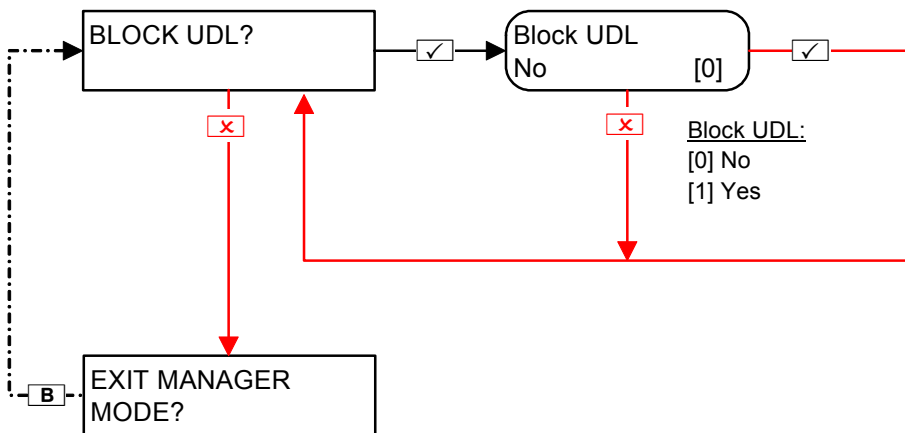 BLOCK UDL?
✓
Block UDL
No [0]
✓
x
x
Block UDL:
[0] No
[1] Yes
B
EXIT MANAGER
MODE?